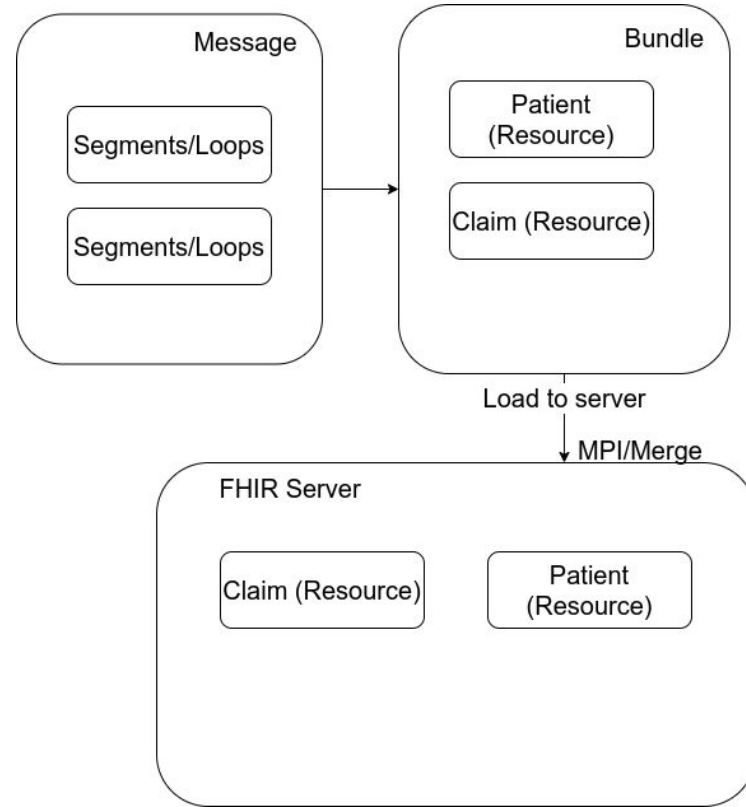 Message
Segments/Loops
Segments/Loops
Bundle
Patient
(Resource)
Claim (Resource)
Load to server
MPI/Merge
FHIR Server
Claim (Resource)
Patient
(Resource)